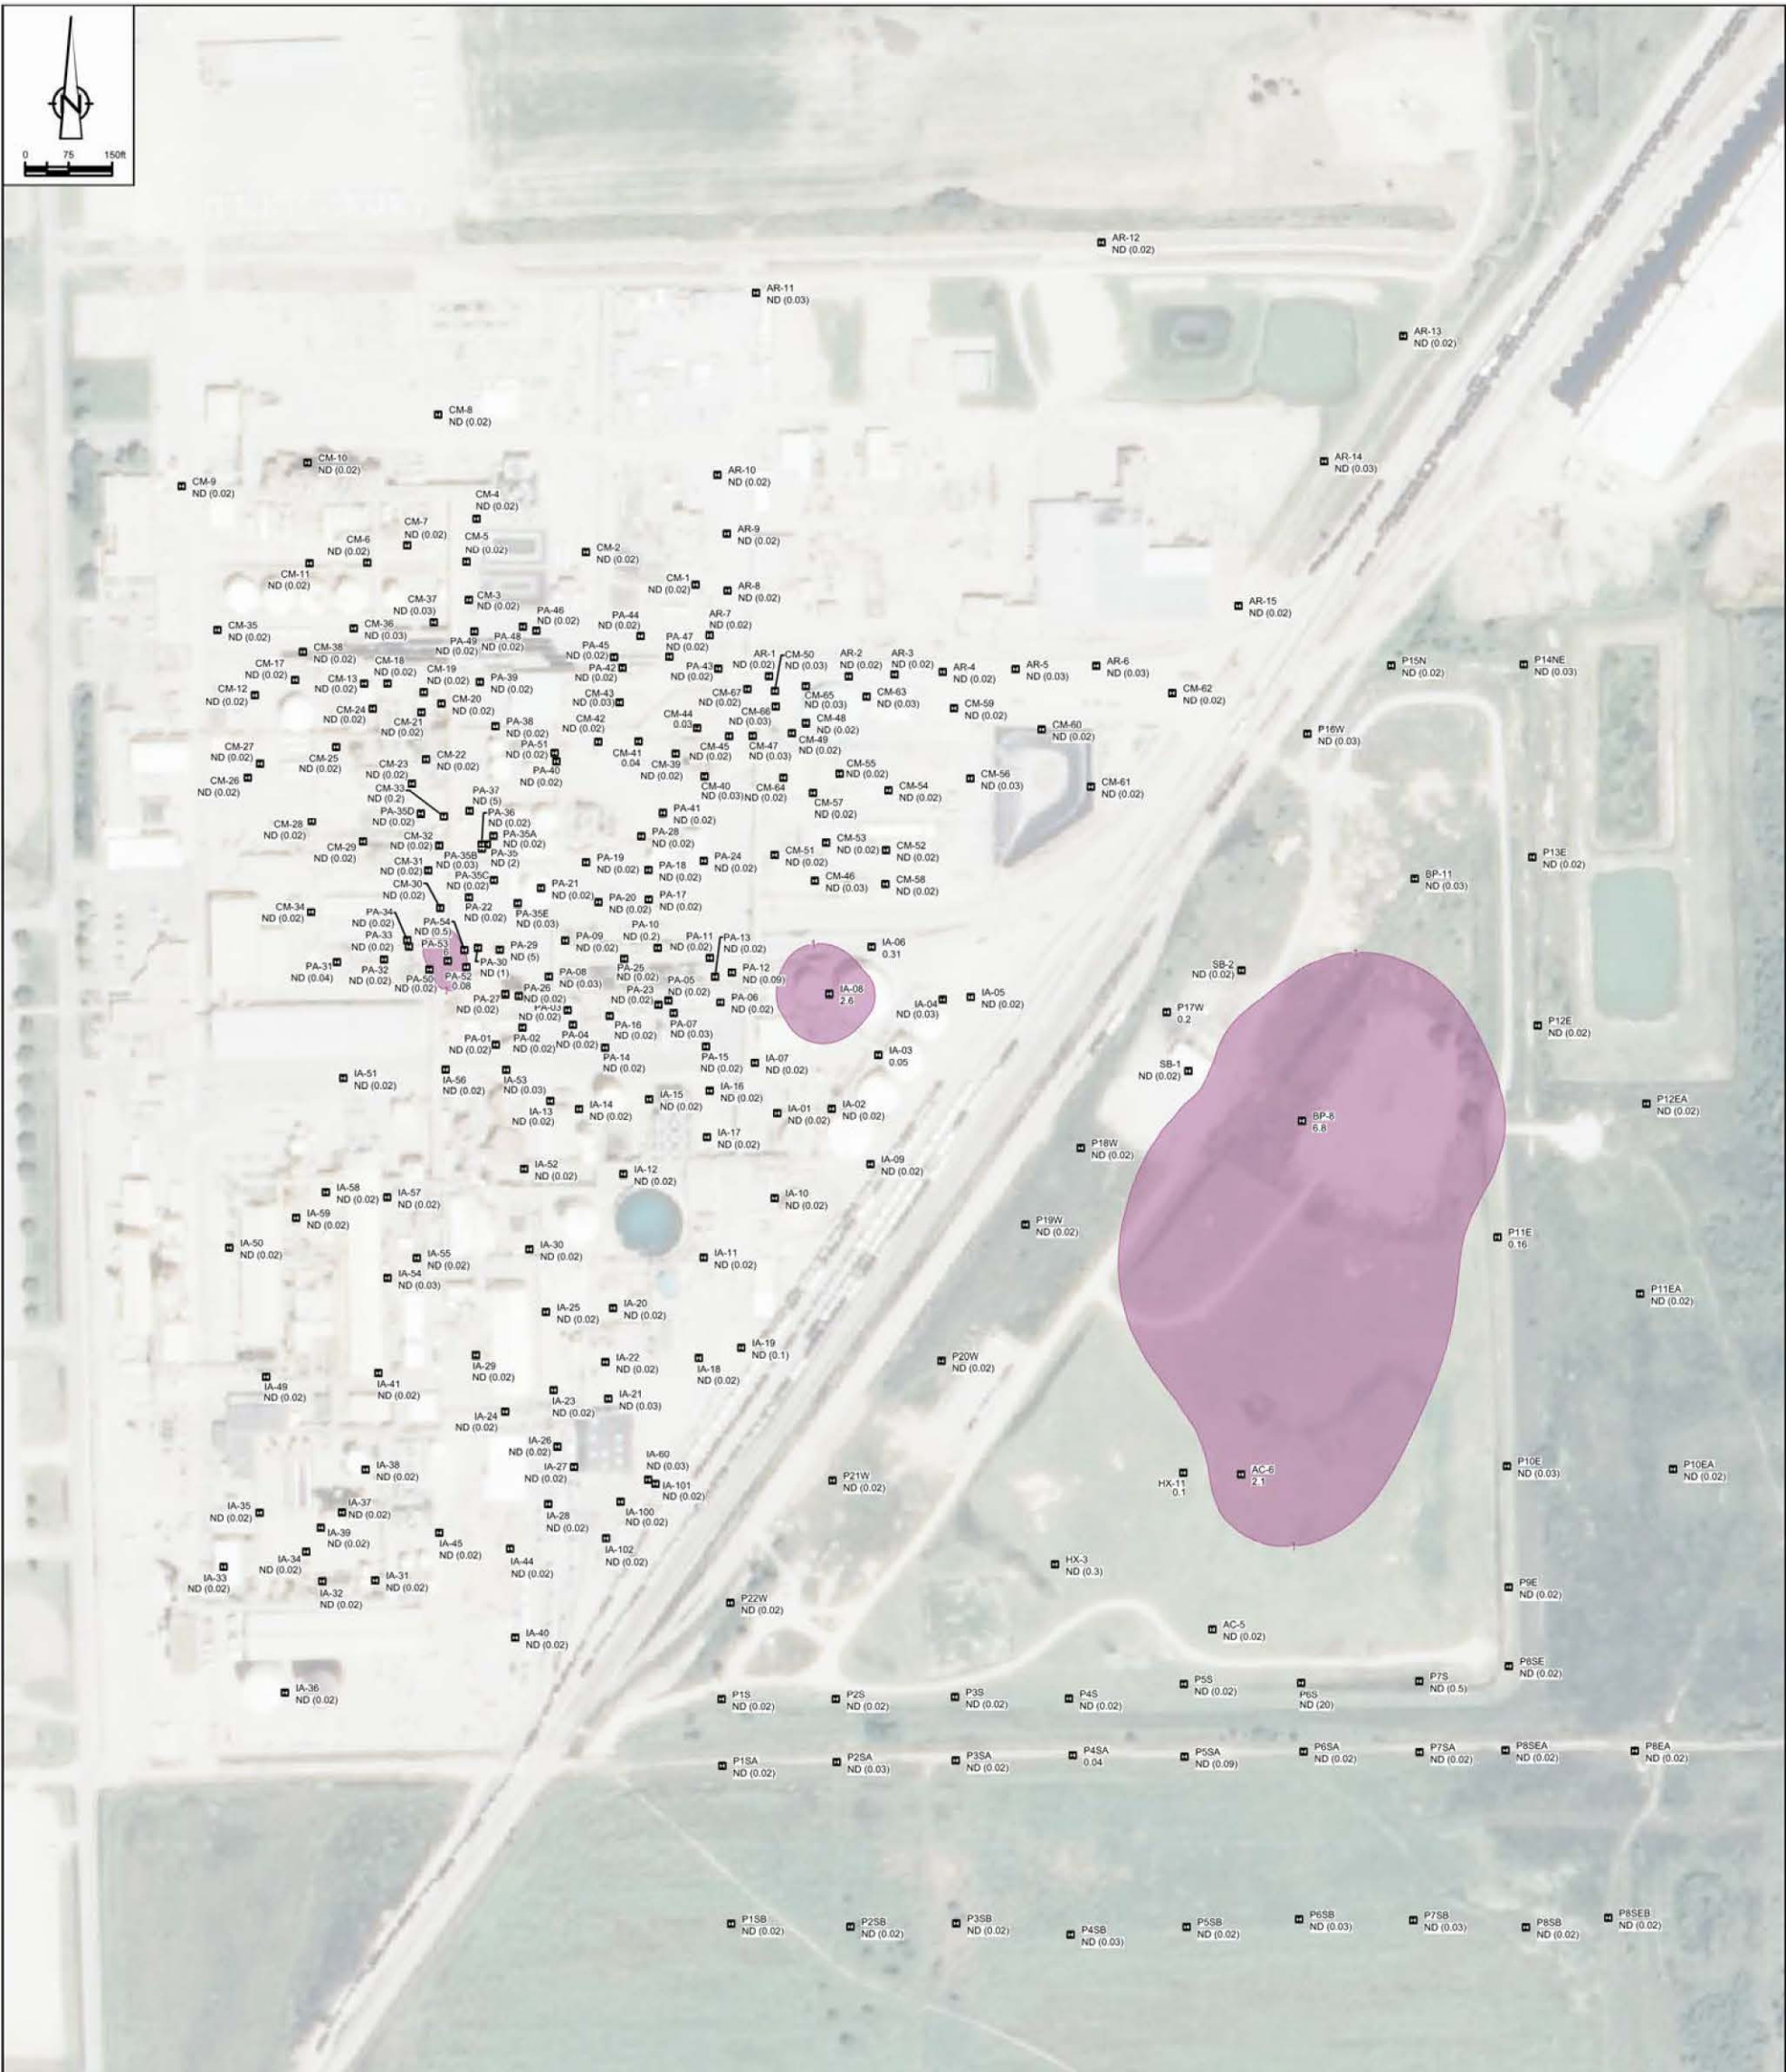 N
0 75 150ft
AR-12
ND (0.02)
AR-11
ND (0.03)
AR-13
ND (0.02)
CM-8
ND (0.02)
CM-10
ND (0.02)
AR-14
ND (0.03)
AR-10
ND (0.02)
CM-9
ND (0.02)
CM-4
ND (0.02)
CM-7
ND (0.02)
AR-9
ND (0.02)
CM-6
ND (0.02)
CM-5
ND (0.02)
CM-2
ND (0.02)
CM-11
ND (0.02)
CM-1
ND (0.02)
AR-8
ND (0.02)
CM-37
ND (0.03)
CM-3
ND (0.02)
AR-15
ND (0.02)
PA-46
ND (0.02)
PA-44
ND (0.02)
AR-7
ND (0.02)
CM-35
ND (0.02)
CM-36
ND (0.03)
PA-49
ND (0.02)
PA-48
ND (0.02)
PA-45
ND (0.02)
PA-47
ND (0.02)
CM-38
ND (0.02)
CM-17
ND (0.02)
CM-18
ND (0.02)
CM-13
ND (0.02)
CM-19
ND (0.02)
PA-39
ND (0.02)
PA-42
ND (0.02)
PA-43
ND (0.02)
AR-1
ND (0.02)
CM-50
ND (0.03)
AR-2
ND (0.02)
AR-3
ND (0.02)
AR-4
ND (0.02)
AR-5
ND (0.03)
AR-6
ND (0.03)
P15N
ND (0.02)
P14NE
ND (0.03)
CM-12
ND (0.02)
CM-24
ND (0.02)
CM-20
ND (0.02)
CM-21
ND (0.02)
CM-43
ND (0.03)
CM-67
ND (0.02)
CM-65
ND (0.03)
CM-63
ND (0.03)
CM-59
ND (0.02)
CM-62
ND (0.02)
PA-38
ND (0.02)
CM-42
ND (0.02)
CM-44
0.03
CM-66
ND (0.03)
CM-48
ND (0.02)
CM-60
ND (0.02)
P16W
ND (0.03)
CM-27
ND (0.02)
CM-25
ND (0.02)
CM-22
ND (0.02)
PA-51
ND (0.02)
CM-41
0.04
CM-45
ND (0.02)
CM-47
ND (0.03)
CM-49
ND (0.02)
CM-26
ND (0.02)
CM-23
ND (0.02)
PA-40
ND (0.02)
CM-39
ND (0.02)
CM-40
ND (0.03)
CM-64
ND (0.02)
CM-55
ND (0.02)
CM-54
ND (0.02)
CM-56
ND (0.03)
CM-61
ND (0.02)
CM-33
ND (0.2)
PA-37
ND (5)
CM-57
ND (0.02)
CM-28
ND (0.02)
PA-35D
ND (0.02)
PA-36
ND (0.02)
PA-41
ND (0.02)
CM-29
ND (0.02)
CM-32
ND (0.02)
PA-35A
ND (0.02)
PA-28
ND (0.02)
CM-53
ND (0.02)
CM-52
ND (0.02)
PA-35B
ND (0.03)
PA-35
ND (2)
PA-19
ND (0.02)
PA-18
ND (0.02)
PA-24
ND (0.02)
CM-51
ND (0.02)
P13E
ND (0.02)
CM-31
ND (0.02)
PA-35C
ND (0.02)
CM-46
ND (0.03)
CM-58
ND (0.02)
BP-11
ND (0.03)
CM-30
ND (0.02)
PA-21
ND (0.02)
PA-20
ND (0.02)
PA-17
ND (0.02)
CM-34
ND (0.02)
PA-22
ND (0.02)
PA-35E
ND (0.03)
PA-34
ND (0.02)
PA-54
ND (0.5)
PA-33
ND (0.02)
PA-53
6
PA-29
ND (5)
PA-09
ND (0.02)
PA-10
ND (0.2)
PA-11
ND (0.02)
PA-13
ND (0.02)
1
IA-06
0.31
1
PA-31
ND (0.04)
PA-32
ND (0.02)
PA-50
ND (0.02)
PA-52
0.08
PA-30
ND (1)
PA-08
ND (0.03)
PA-25
ND (0.02)
PA-05
ND (0.02)
PA-12
ND (0.09)
SB-2
ND (0.02)
PA-27
ND (0.02)
PA-26
ND (0.02)
PA-23
ND (0.02)
PA-06
ND (0.02)
IA-08
2.6
IA-04
ND (0.03)
IA-05
ND (0.02)
P17W
0.2
PA-03
ND (0.02)
PA-16
ND (0.02)
PA-07
ND (0.03)
P12E
ND (0.02)
PA-01
ND (0.02)
PA-02
ND (0.02)
PA-04
ND (0.02)
PA-14
ND (0.02)
PA-15
ND (0.02)
IA-07
ND (0.02)
IA-03
0.05
SB-1
ND (0.02)
IA-51
ND (0.02)
IA-56
ND (0.02)
IA-53
ND (0.03)
IA-13
ND (0.02)
IA-14
ND (0.02)
IA-15
ND (0.02)
IA-16
ND (0.02)
IA-01
ND (0.02)
IA-02
ND (0.02)
P12EA
ND (0.02)
BP-6
6.8
IA-17
ND (0.02)
P18W
ND (0.02)
IA-52
ND (0.02)
IA-12
ND (0.02)
IA-09
ND (0.02)
IA-58
ND (0.02)
IA-57
ND (0.02)
IA-10
ND (0.02)
IA-59
ND (0.02)
P19W
ND (0.02)
IA-50
ND (0.02)
IA-55
ND (0.02)
IA-30
ND (0.02)
IA-11
ND (0.02)
P11E
0.16
IA-54
ND (0.03)
P11EA
ND (0.02)
IA-25
ND (0.02)
IA-20
ND (0.02)
IA-19
ND (0.1)
IA-29
ND (0.02)
IA-22
ND (0.02)
IA-18
ND (0.02)
P20W
ND (0.02)
IA-49
ND (0.02)
IA-41
ND (0.02)
IA-23
ND (0.02)
IA-21
ND (0.03)
IA-24
ND (0.02)
IA-26
ND (0.02)
IA-38
ND (0.02)
IA-27
ND (0.02)
IA-60
ND (0.03)
IA-101
ND (0.02)
P21W
ND (0.02)
HX-11
0.1
AC-6
2.1
P10E
ND (0.03)
P10EA
ND (0.02)
IA-35
ND (0.02)
IA-37
ND (0.02)
IA-28
ND (0.02)
IA-100
ND (0.02)
IA-39
ND (0.02)
IA-45
ND (0.02)
IA-102
ND (0.02)
1
IA-34
ND (0.02)
IA-44
ND (0.02)
HX-3
ND (0.3)
IA-33
ND (0.02)
IA-32
ND (0.02)
IA-31
ND (0.02)
P9E
ND (0.02)
P22W
ND (0.02)
AC-5
ND (0.02)
IA-40
ND (0.02)
P8SE
ND (0.02)
IA-36
ND (0.02)
P1S
ND (0.02)
P2S
ND (0.02)
P3S
ND (0.02)
P4S
ND (0.02)
P5S
ND (0.02)
P6S
ND (20)
P7S
ND (0.5)
P1SA
ND (0.02)
P2SA
ND (0.03)
P3SA
ND (0.02)
P4SA
0.04
P5SA
ND (0.09)
P6SA
ND (0.02)
P7SA
ND (0.02)
P8SEA
ND (0.02)
P8EA
ND (0.02)
P1SB
ND (0.02)
P2SB
ND (0.02)
P3SB
ND (0.02)
P4SB
ND (0.03)
P5SB
ND (0.02)
P6SB
ND (0.03)
P7SB
ND (0.03)
P8SB
ND (0.02)
P8SEB
ND (0.02)